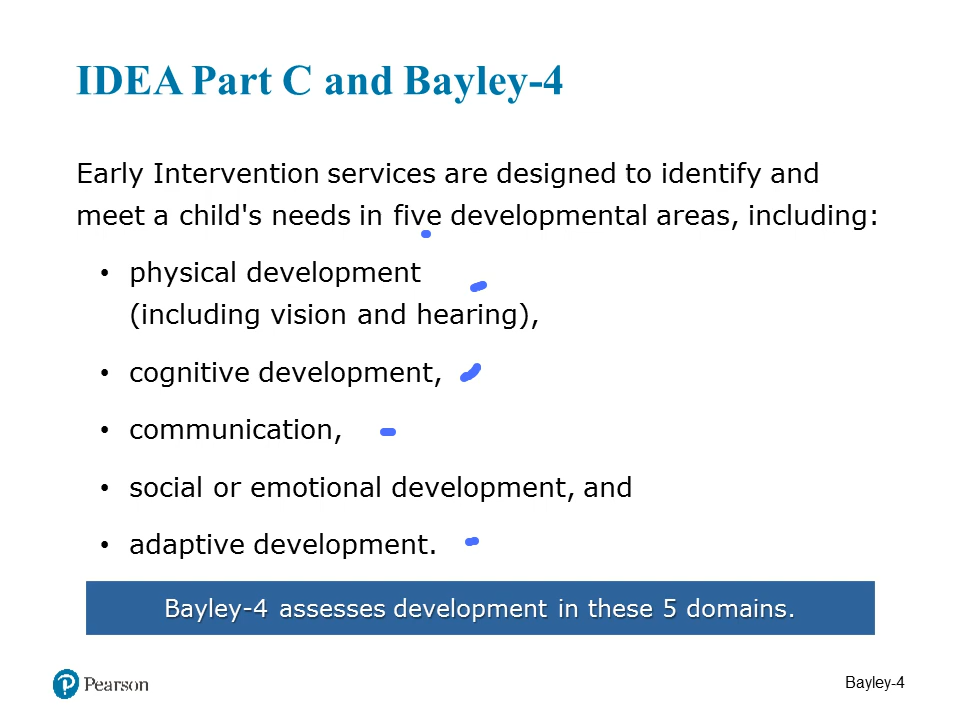 IDEA Part C and Bayley-4
Early Intervention services are designed to identify and
meet a child's needs in five developmental areas, including:
• physical development
(including vision and hearing),
• cognitive development,
• communication,
• social or emotional development, and
• adaptive development.
Bayley-4 assesses development in these 5 domains.
Pearson
Bayley-4